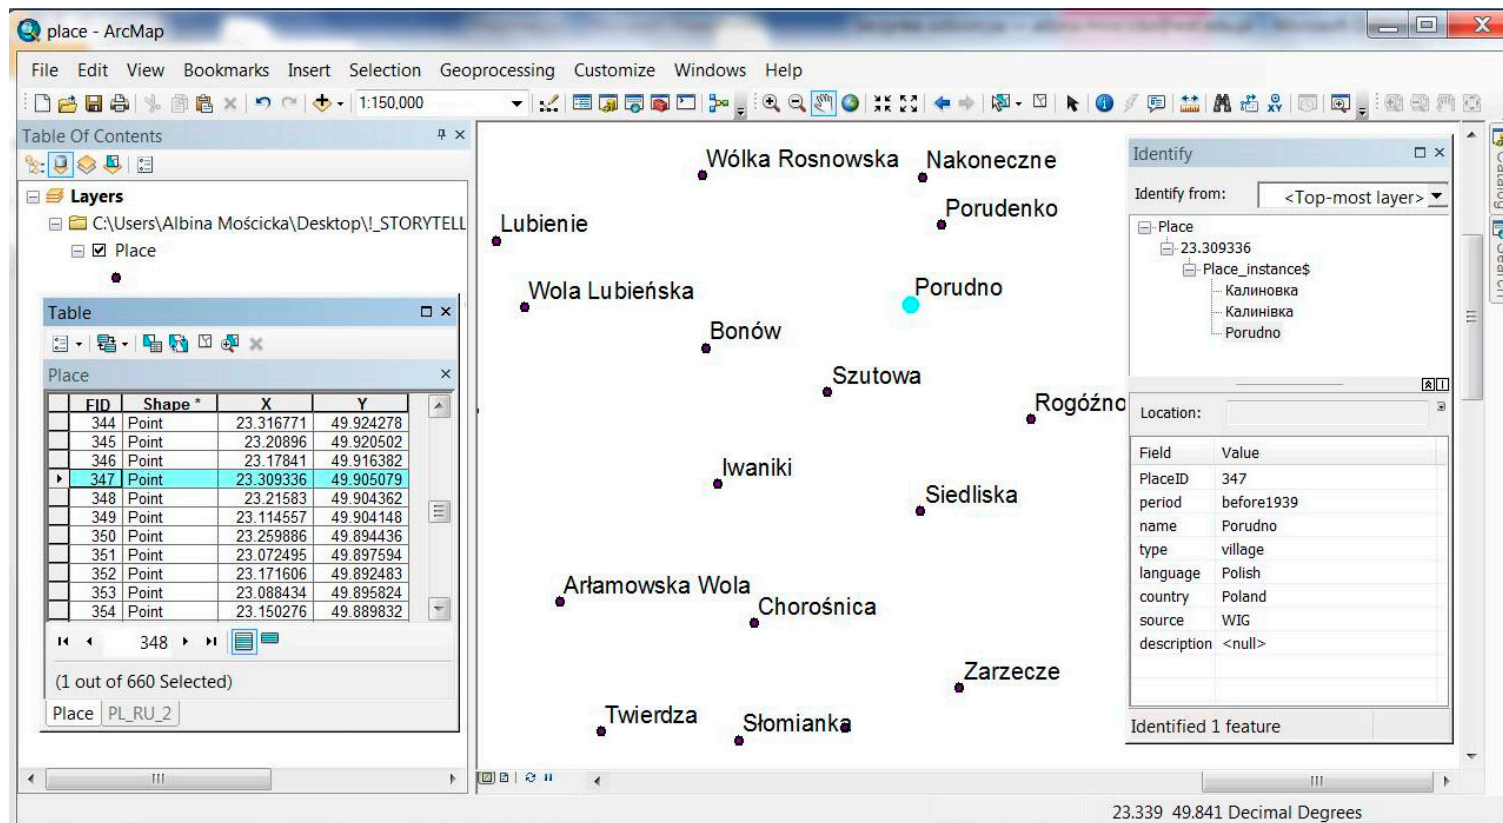 place - ArcMap
File Edit View Bookmarks Insert Selection Geoprocessing Customize Windows Help
1:150,000
Table Of Contents
Layers
C:\Users\Albina Mościcka\Desktop\!_STORYTELL
Place
Table
Place
FID Shape * X Y
344 Point 23.316771 49.924278
345 Point 23.20896 49.920502
346 Point 23.17841 49.916382
347 Point 23.309336 49.905079
348 Point 23.21583 49.904362
349 Point 23.114557 49.904148
350 Point 23.259886 49.894436
351 Point 23.072495 49.897594
352 Point 23.171606 49.892483
353 Point 23.088434 49.895824
354 Point 23.150276 49.889832
348
(1 out of 660 Selected)
Place PL_RU_2
Wólka Rosnowska
Nakoneczne
Porudenko
Lubienie
Wola Lubieńska
Porudno
Bonów
Szutowa
Rogóźno
Iwaniki
Siedliska
Arłamowska Wola
Chorośnica
Zarzecze
Twierdza
Słomianka
Identify
Identify from: <Top-most layer>
Place
23.309336
Place_instance$
Калиновка
Калинівка
Porudno
Location:
Field Value
PlaceID 347
period before1939
name Porudno
type village
language Polish
country Poland
source WIG
description <null>
Identified 1 feature
Catalog
Search
23.339 49.841 Decimal Degrees